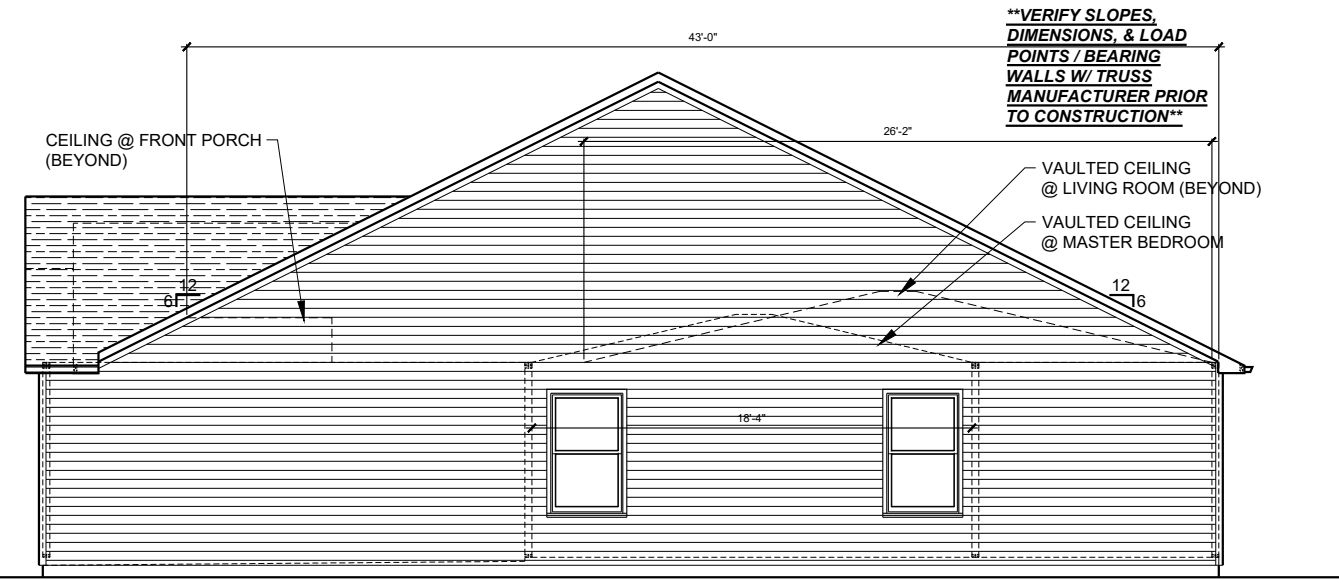 **VERIFY SLOPES,
DIMENSIONS, & LOAD
POINTS / BEARING
WALLS W/ TRUSS
MANUFACTURER PRIOR
TO CONSTRUCTION**
43'-0"
26'-2"
CEILING @ FRONT PORCH
(BEYOND)
VAULTED CEILING
@ LIVING ROOM (BEYOND)
VAULTED CEILING
@ MASTER BEDROOM
12
6
12
6
18'-4"